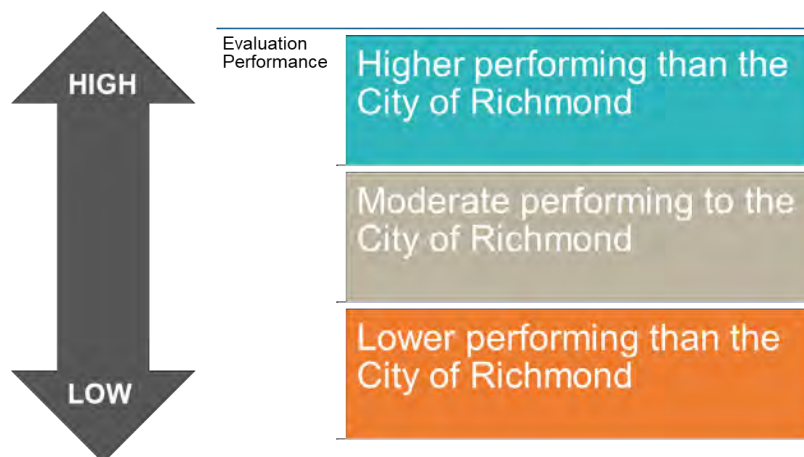 HIGH
Evaluation
Performance
Higher performing than the
City of Richmond
Moderate performing to the
City of Richmond
Lower performing than the
City of Richmond
LOW